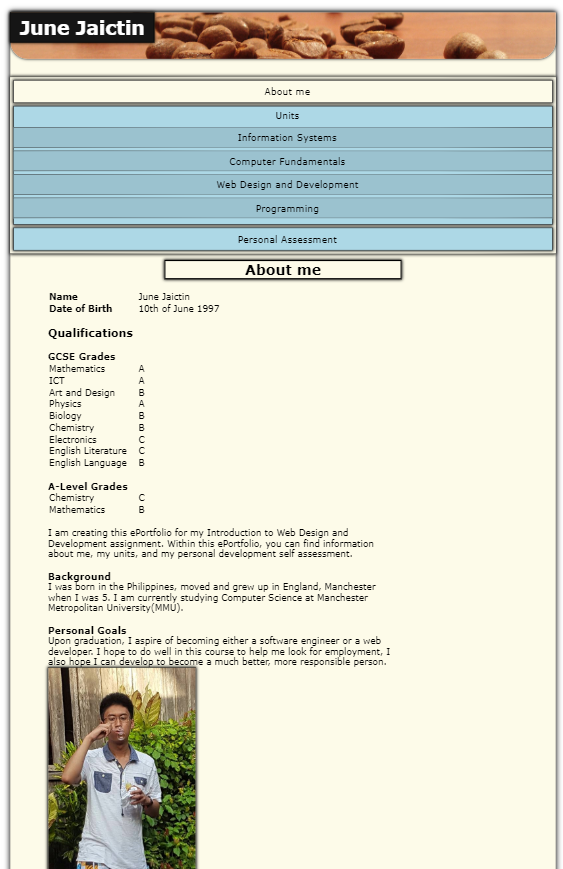 June Jaictin
About me
Units
Information Systems
Computer Fundamentals
Web Design and Development
Programming
Personal Assessment
About me
Name June Jaictin
Date of Birth 10th of June 1997
Qualifications
GCSE Grades
Mathematics A
ICT A
Art and Design B
Physics A
Biology B
Chemistry B
Electronics C
English Literature C
English Language B
A-Level Grades
Chemistry C
Mathematics B
I am creating this ePortfolio for my Introduction to Web Design and
Development assignment. Within this ePortfolio, you can find information
about me, my units, and my personal development self assessment.
Background
I was born in the Philippines, moved and grew up in England, Manchester
when I was 5. I am currently studying Computer Science at Manchester
Metropolitan University(MMU).
Personal Goals
Upon graduation, I aspire of becoming either a software engineer or a web
developer. I hope to do well in this course to help me look for employment, I
also hope I can develop to become a much better, more responsible person.